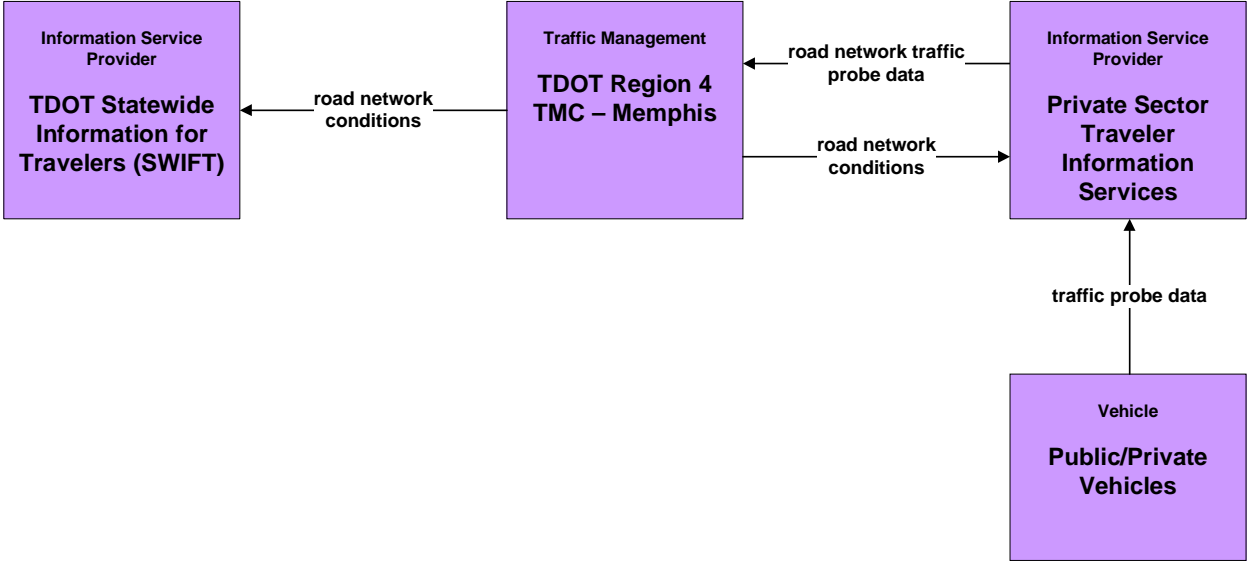 Information Service
Provider
TDOT Statewide
Information for
Travelers (SWIFT)
road network
conditions
Traffic Management
TDOT Region 4
TMC – Memphis
road network traffic
probe data
road network
conditions
Information Service
Provider
Private Sector
Traveler
Information
Services
traffic probe data
Vehicle
Public/Private
Vehicles